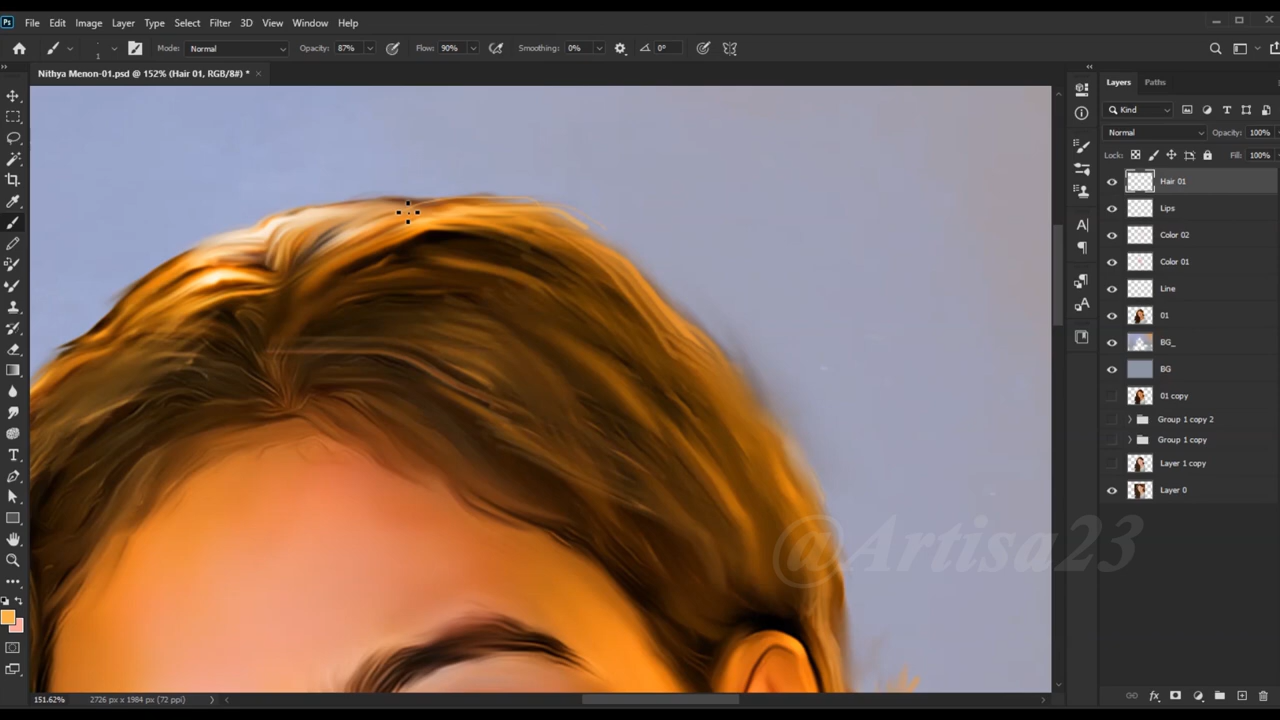 Ps File Edit Image Layer Type Select Filter 3D View Window Help
1 Mode: Normal Opacity: 87% Flow: 90% Smoothing: 0% 0°
Nithya Menon-01.psd @ 152% (Hair 01, RGB/8#) *
Layers Paths
Kind
Normal Opacity: 100%
Lock: Fill: 100%
Hair 01
Lips
Color 02
Color 01
Line
01
BG_
BG
01 copy
Group 1 copy 2
Group 1 copy
Layer 1 copy
Layer 0
@Artisa23
151.62% 2726 px x 1984 px (72 ppi)